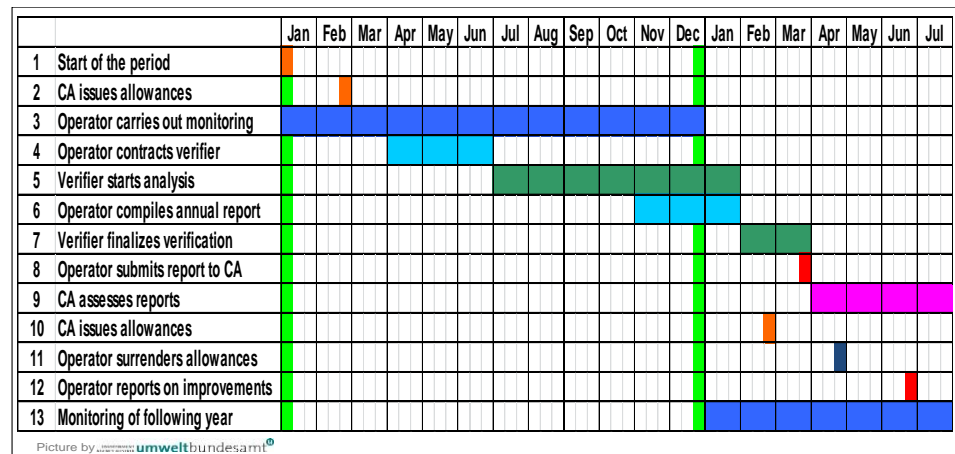 Jan Feb Mar Apr May Jun Jul Aug Sep Oct Nov Dec Jan Feb Mar Apr May Jun Jul
1 Start of the period
2 CA issues allowances
3 Operator carries out monitoring
4 Operator contracts verifier
5 Verifier starts analysis
6 Operator compiles annual report
7 Verifier finalizes verification
8 Operator submits report to CA
9 CA assesses reports
10 CA issues allowances
11 Operator surrenders allowances
12 Operator reports on improvements
13 Monitoring of following year
Picture by umweltbundesamt